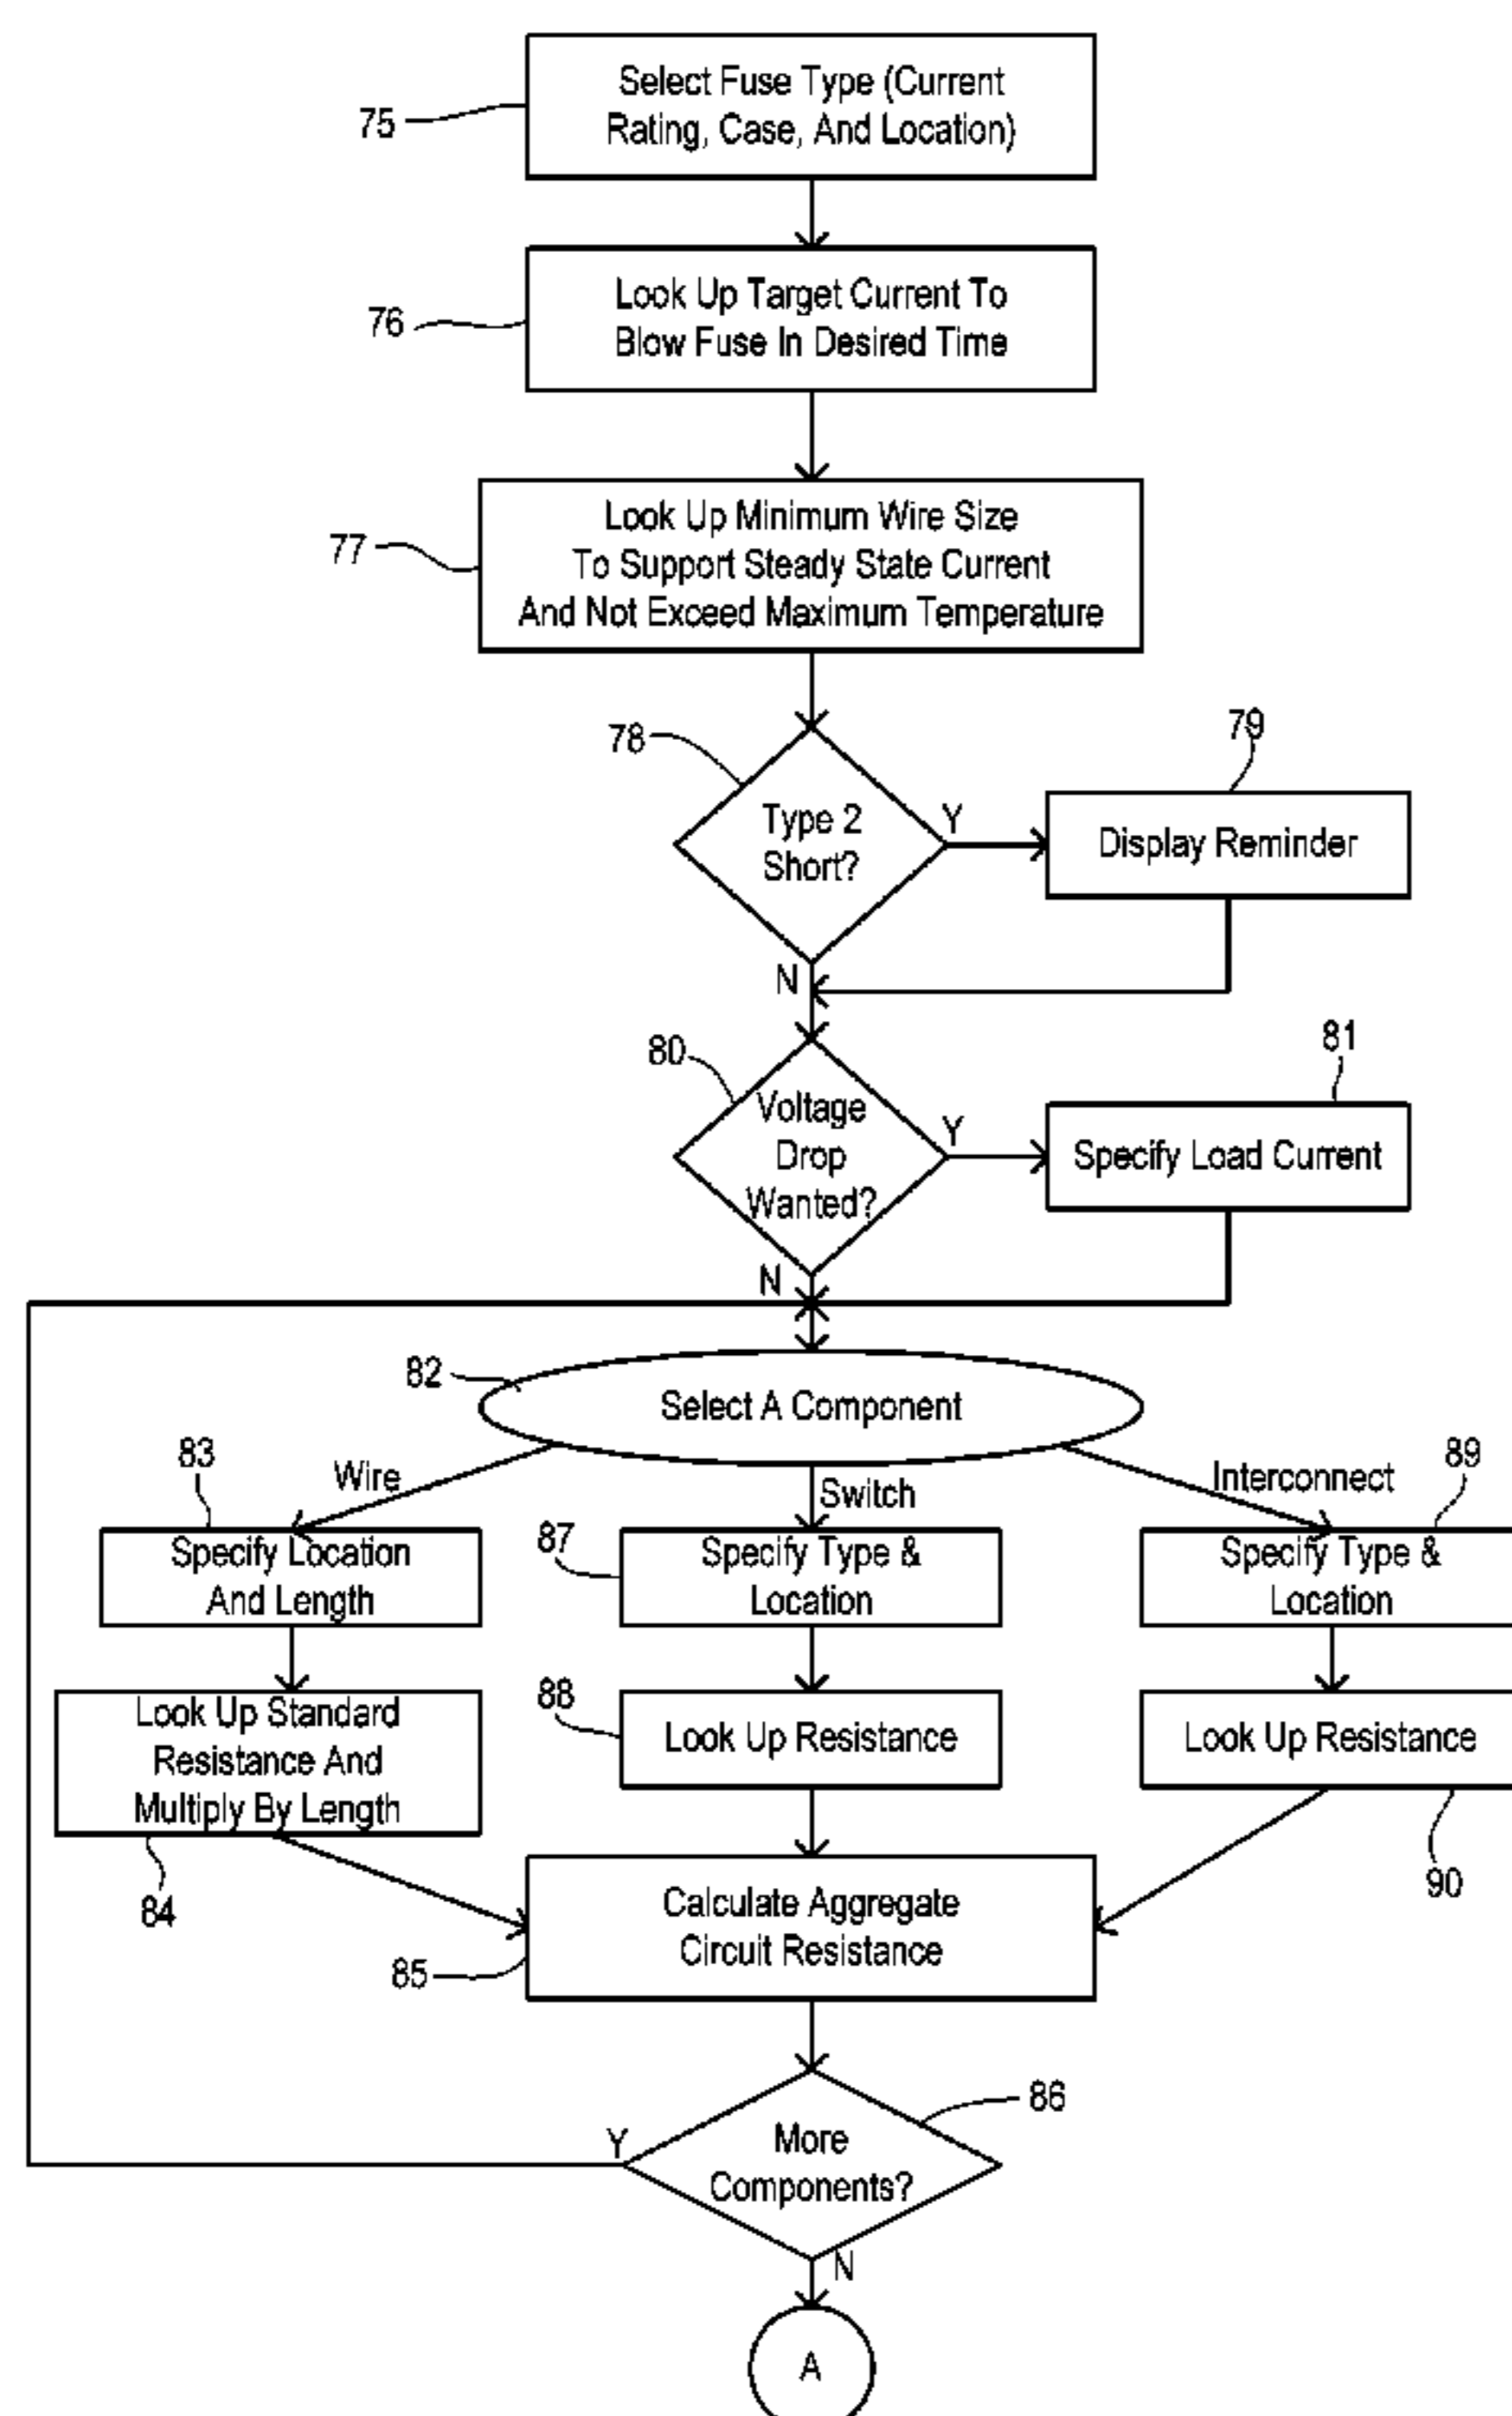 Select Fuse Type (Current
Rating, Case, And Location)
75
Look Up Target Current To
Blow Fuse In Desired Time
76
Look Up Minimum Wire Size
To Support Steady State Current
And Not Exceed Maximum Temperature
77
78
Type 2
Short?
Y
79
Display Reminder
N
80
Voltage
Drop
Wanted?
Y
81
Specify Load Current
N
82
Select A Component
83
Wire
Switch
Interconnect
89
Specify Location
And Length
87
Specify Type &
Location
Specify Type &
Location
Look Up Standard
Resistance And
Multiply By Length
84
88
Look Up Resistance
Look Up Resistance
90
Calculate Aggregate
Circuit Resistance
85
86
More
Components?
Y
N
A